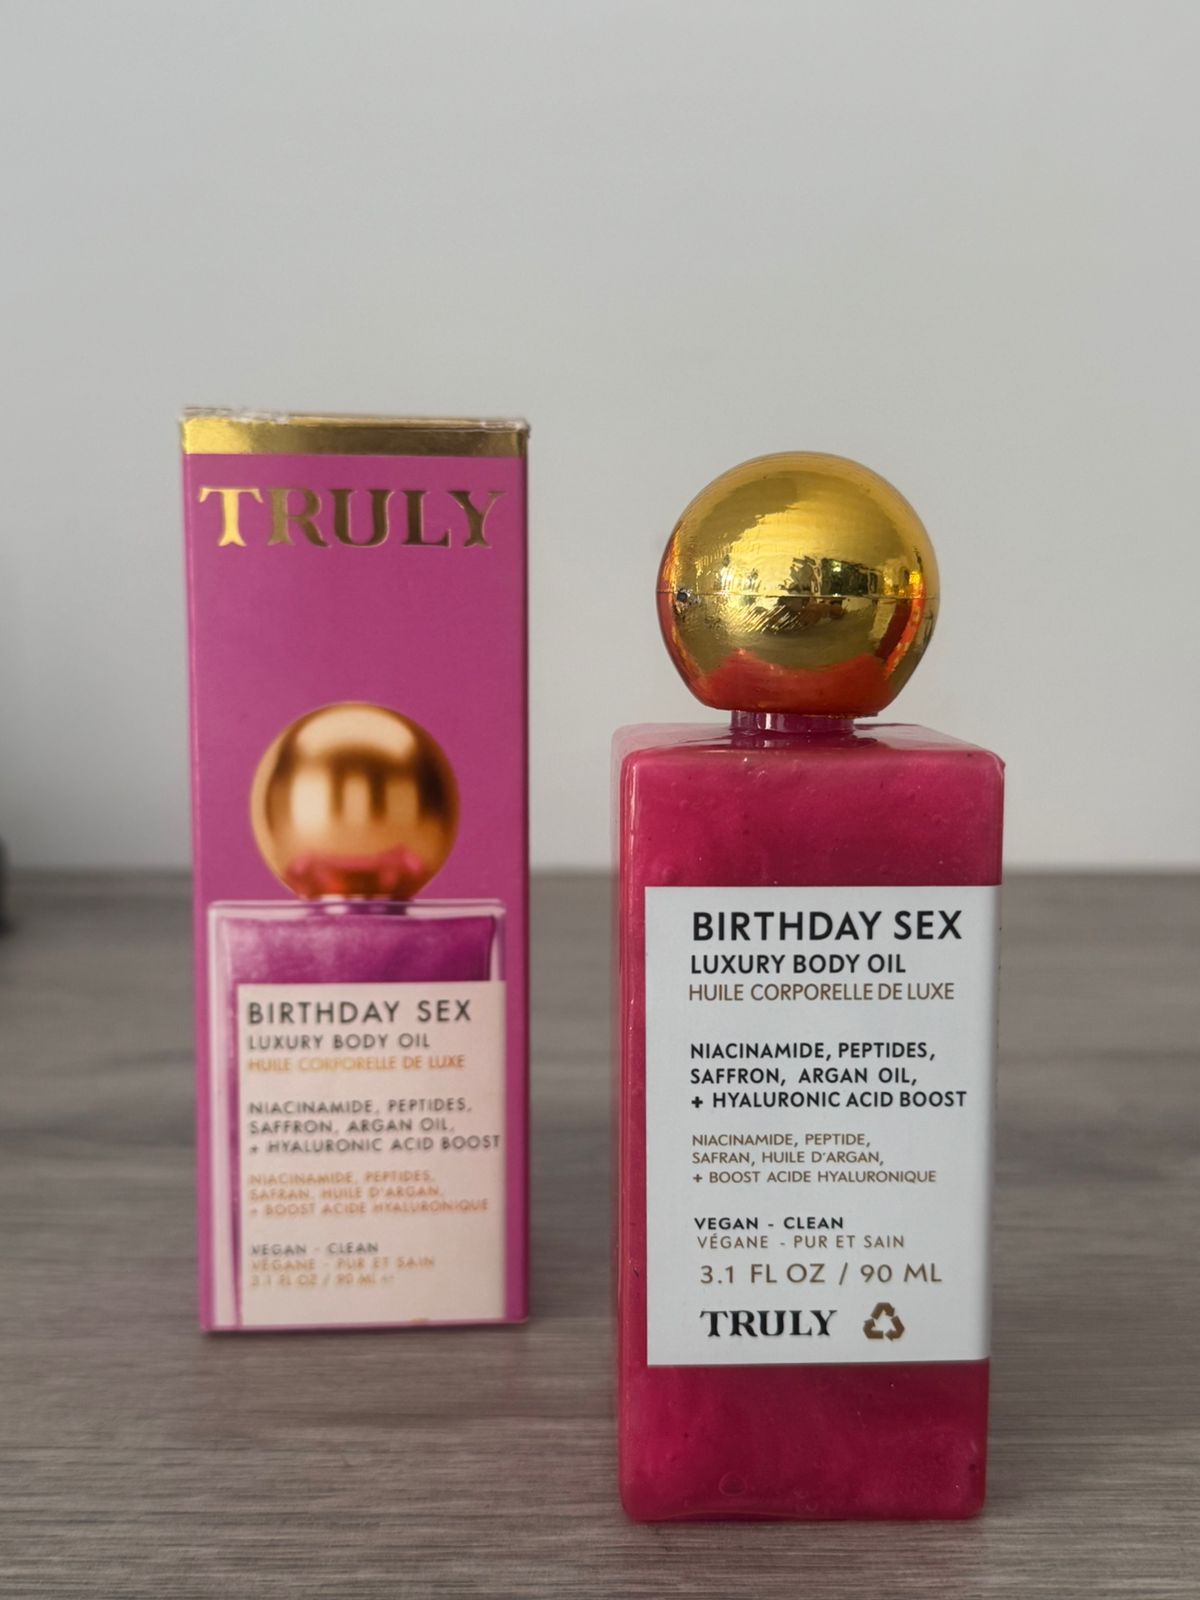 TRULY
BIRTHDAY SEX
LUXURY BODY OIL
HUILE CORPORELLE DE LUXE
NIACINAMIDE, PEPTIDES,
SAFFRON, ARGAN OIL,
+ HYALURONIC ACID BOOST
NIACINAMIDE, PEPTIDES,
SAFRAN, HUILE D'ARGAN,
+ BOOST ACIDE HYALURONIQUE
VEGAN - CLEAN
VÉGANE - PUR ET SAIN
3.1 FL OZ / 90 ML
BIRTHDAY SEX
LUXURY BODY OIL
HUILE CORPORELLE DE LUXE
NIACINAMIDE, PEPTIDES,
SAFFRON, ARGAN OIL,
+ HYALURONIC ACID BOOST
NIACINAMIDE, PEPTIDE,
SAFRAN, HUILE D'ARGAN,
+ BOOST ACIDE HYALURONIQUE
VEGAN - CLEAN
VÉGANE - PUR ET SAIN
3.1 FL OZ / 90 ML
TRULY